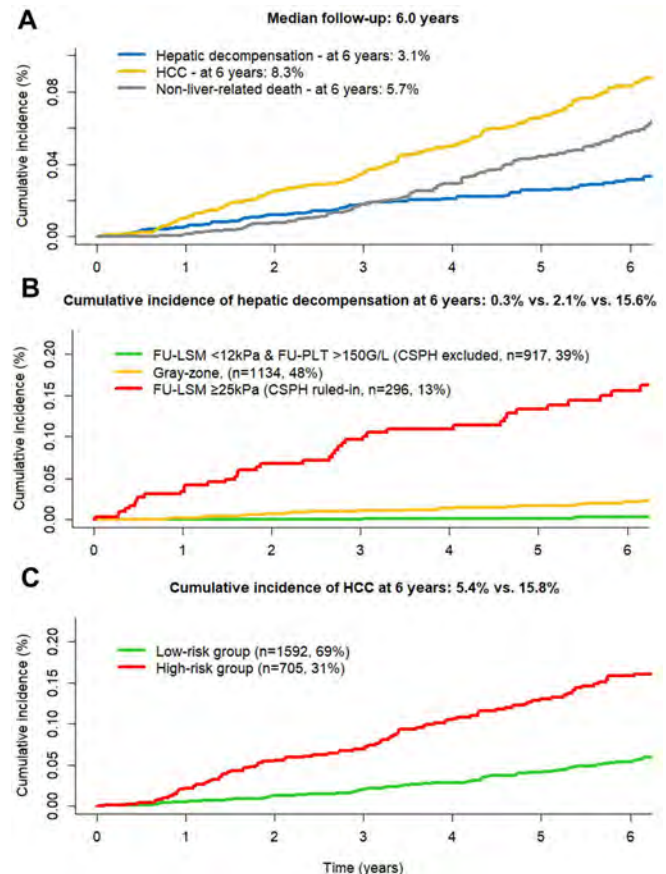 A
Median follow-up: 6.0 years
Hepatic decompensation - at 6 years: 3.1%
HCC - at 6 years: 8.3%
Non-liver-related death - at 6 years: 5.7%
Cumulative incidence (%)
0.08
0.04
0.00
0 1 2 3 4 5 6
B
Cumulative incidence of hepatic decompensation at 6 years: 0.3% vs. 2.1% vs. 15.6%
FU-LSM <12kPa & FU-PLT >150G/L (CSPH excluded, n=917, 39%)
Gray-zone, (n=1134, 48%)
FU-LSM ≥25kPa (CSPH ruled-in, n=296, 13%)
Cumulative incidence (%)
0.20
0.15
0.10
0.05
0.00
0 1 2 3 4 5 6
C
Cumulative incidence of HCC at 6 years: 5.4% vs. 15.8%
Low-risk group (n=1592, 69%)
High-risk group (n=705, 31%)
Cumulative incidence (%)
0.20
0.15
0.10
0.05
0.00
0 1 2 3 4 5 6
Time (years)